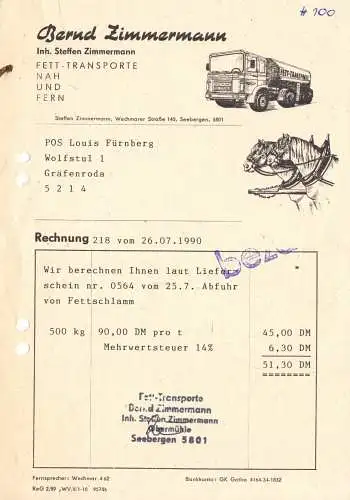 # 100
Bernd Zimmermann
Inh. Steffen Zimmermann
FETT-TRANSPORTE
NAH
UND
FERN
FETT-TRANSPORTE
Steffen Zimmermann, Wechmarer Straße 140, Seebergen, 5801
POS Louis Fürnberg
Wolfstul 1
Gräfenroda
5 2 1 4
Rechnung 218 vom 26.07.1990
Wir berechnen Ihnen laut Liefer=
schein nr. 0564 vom 25.7. Abfuhr
von Fettschlamm
500 kg 90,00 DM pro t 45,00 DM
Mehrwertsteuer 14% 6,30 DM
51,30 DM
========
Fett-Transporte
Bernd Zimmermann
Inh. Steffen Zimmermann
Obermühle
Seebergen 5801
Fernsprecher: Wechmar 462 Bankkonto: GK Gotha 4164-34-1832